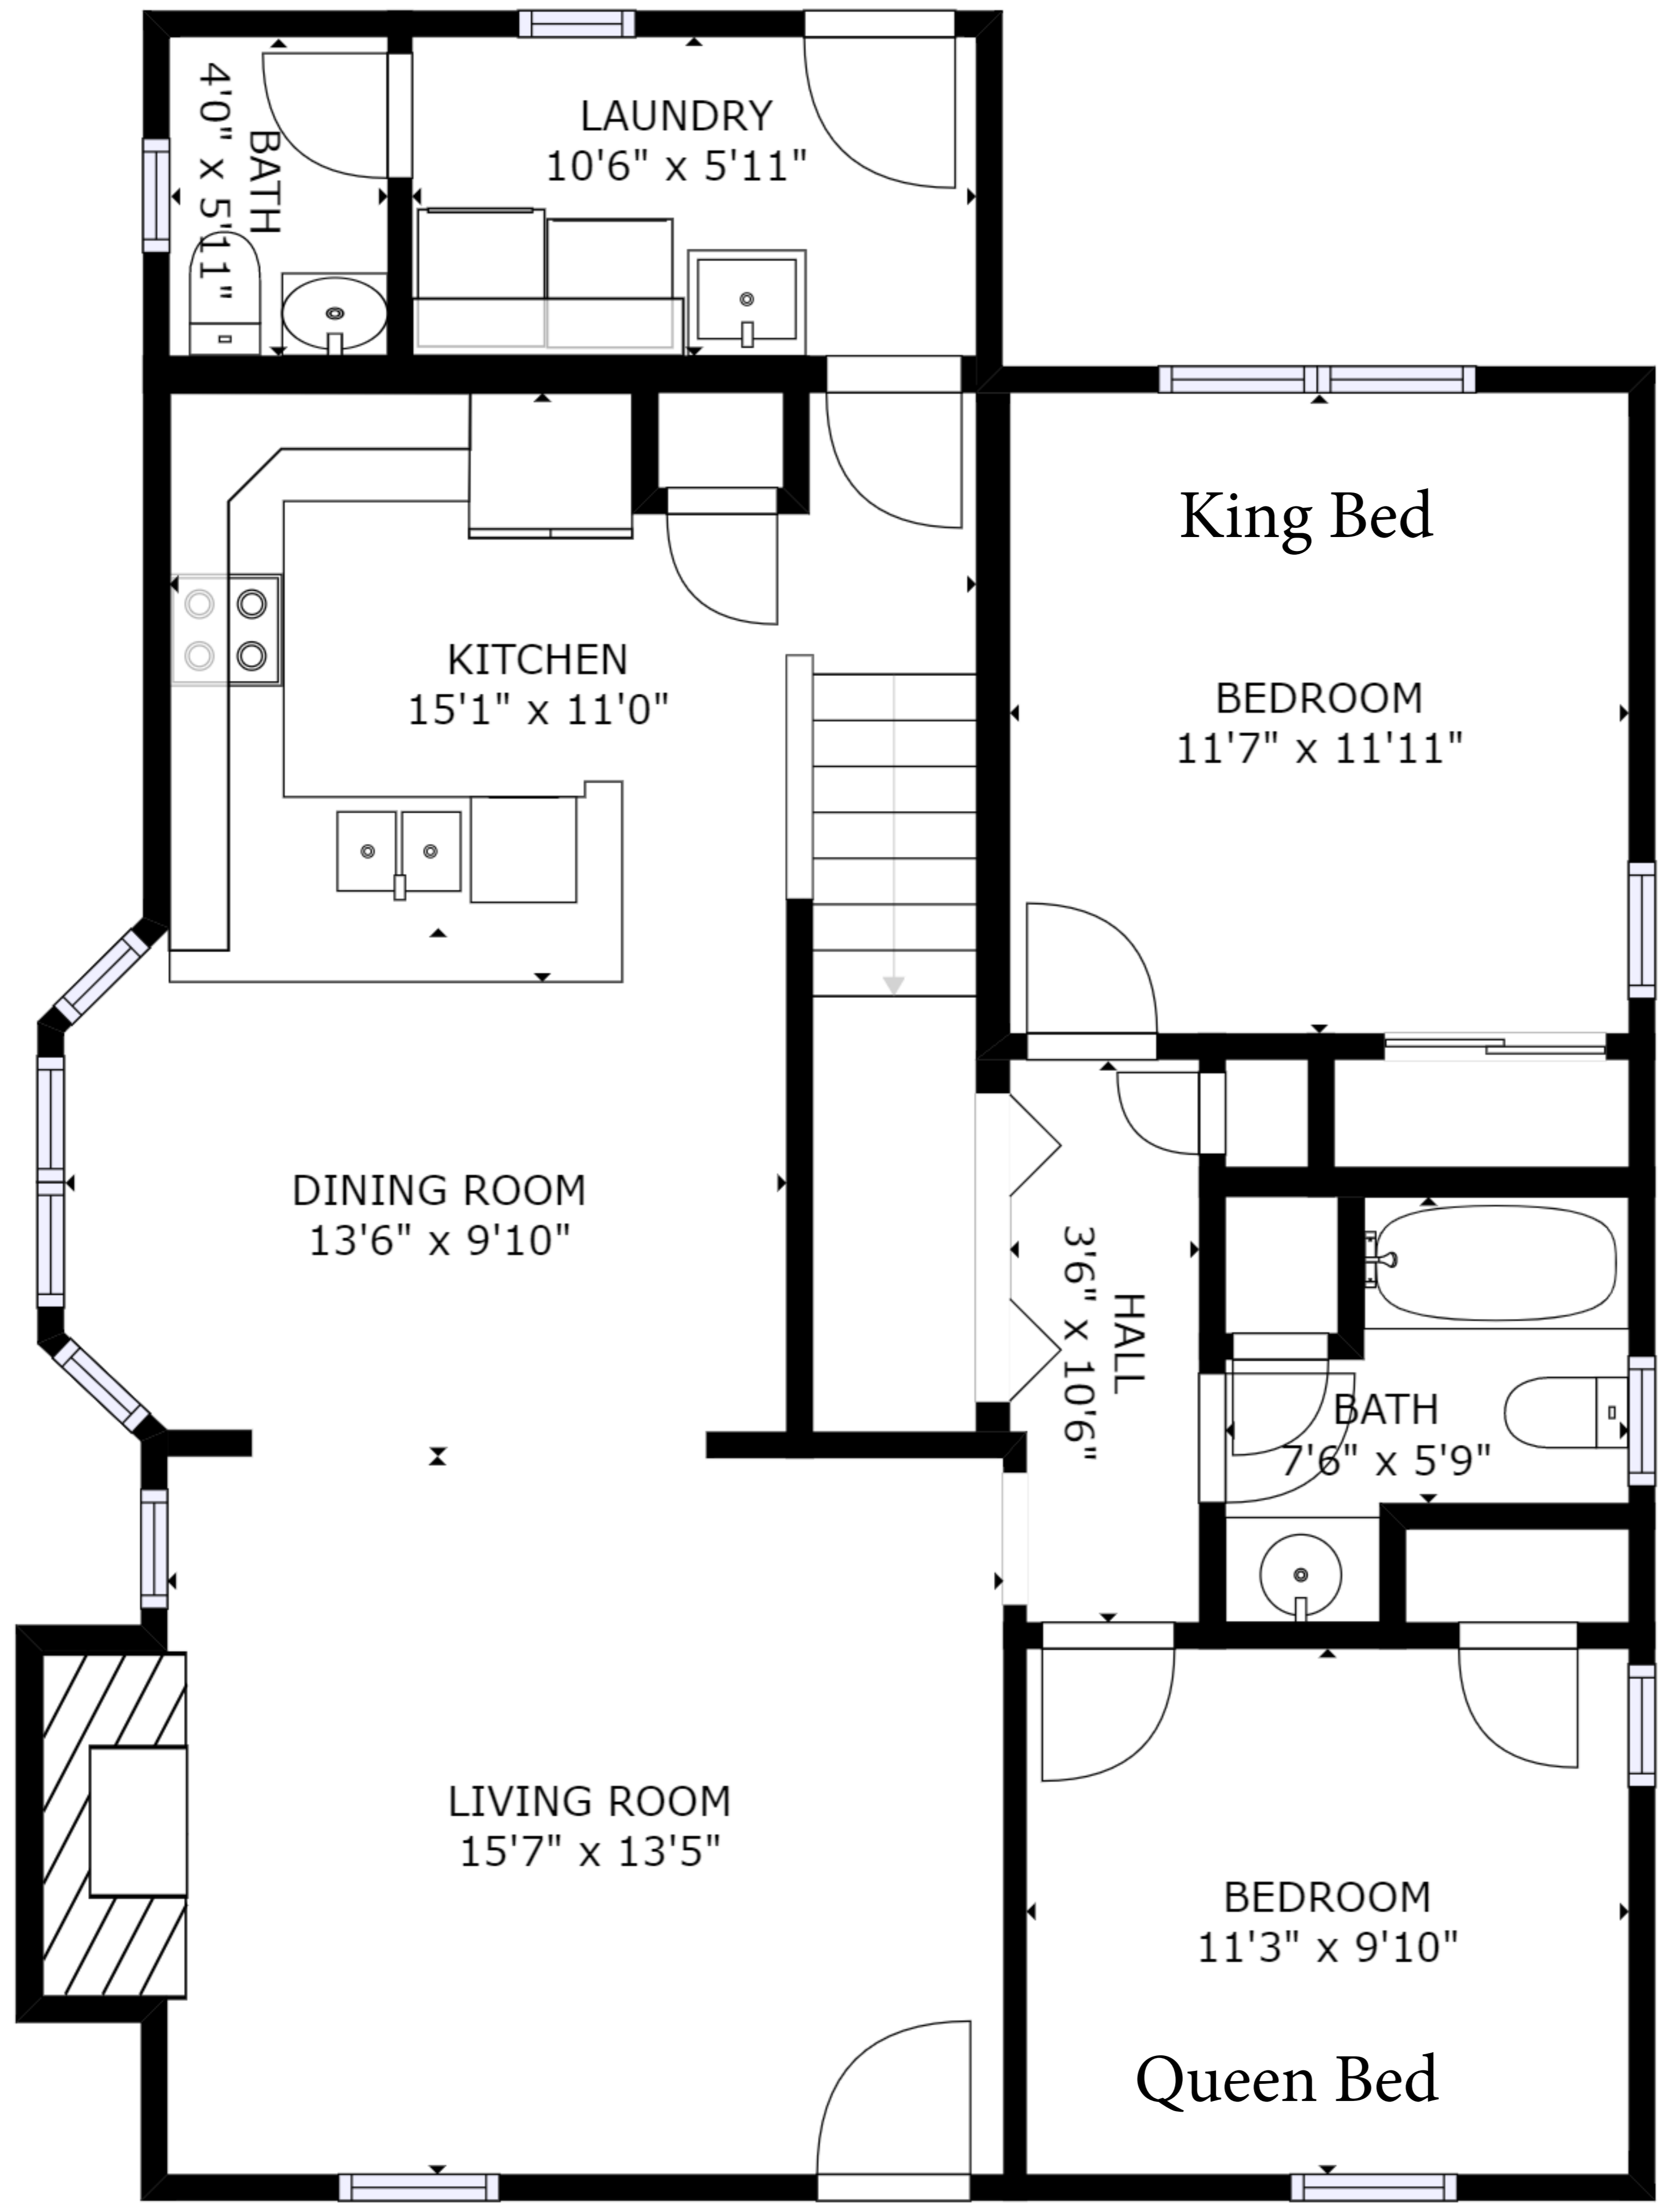 BATH
4'0" x 5'11"
LAUNDRY
10'6" x 5'11"
King Bed
KITCHEN
15'1" x 11'0"
BEDROOM
11'7" x 11'11"
DINING ROOM
13'6" x 9'10"
HALL
3'6" x 10'6"
BATH
7'6" x 5'9"
LIVING ROOM
15'7" x 13'5"
BEDROOM
11'3" x 9'10"
Queen Bed